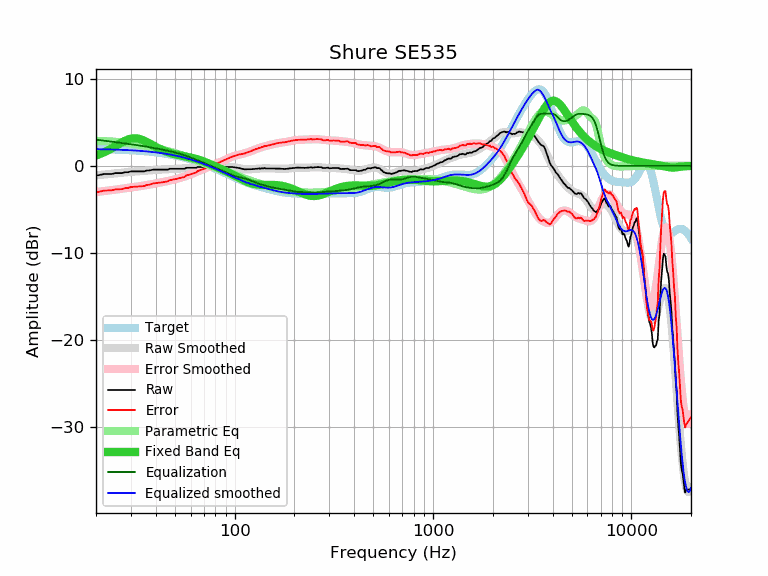 Shure SE535
10
0
−10
−20
−30
Amplitude (dBr)
Target
Raw Smoothed
Error Smoothed
Raw
Error
Parametric Eq
Fixed Band Eq
Equalization
Equalized smoothed
100
1000
10000
Frequency (Hz)